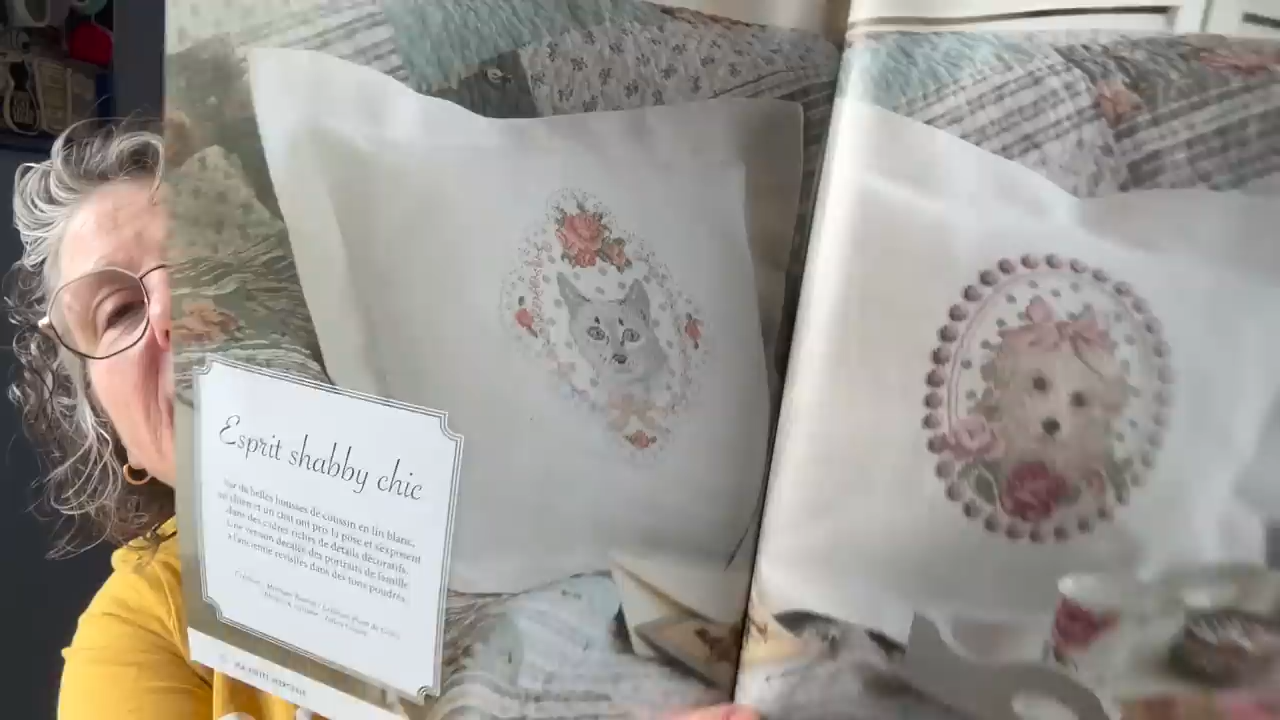 Esprit shabby chic
Sur de belles housses de coussin en lin blanc,
un chien et un chat ont pris la pose et s'exposent
dans des cadres riches de détails décoratifs.
Une version décalée des portraits de famille
à l'ancienne revisités dans des tons poudrés.